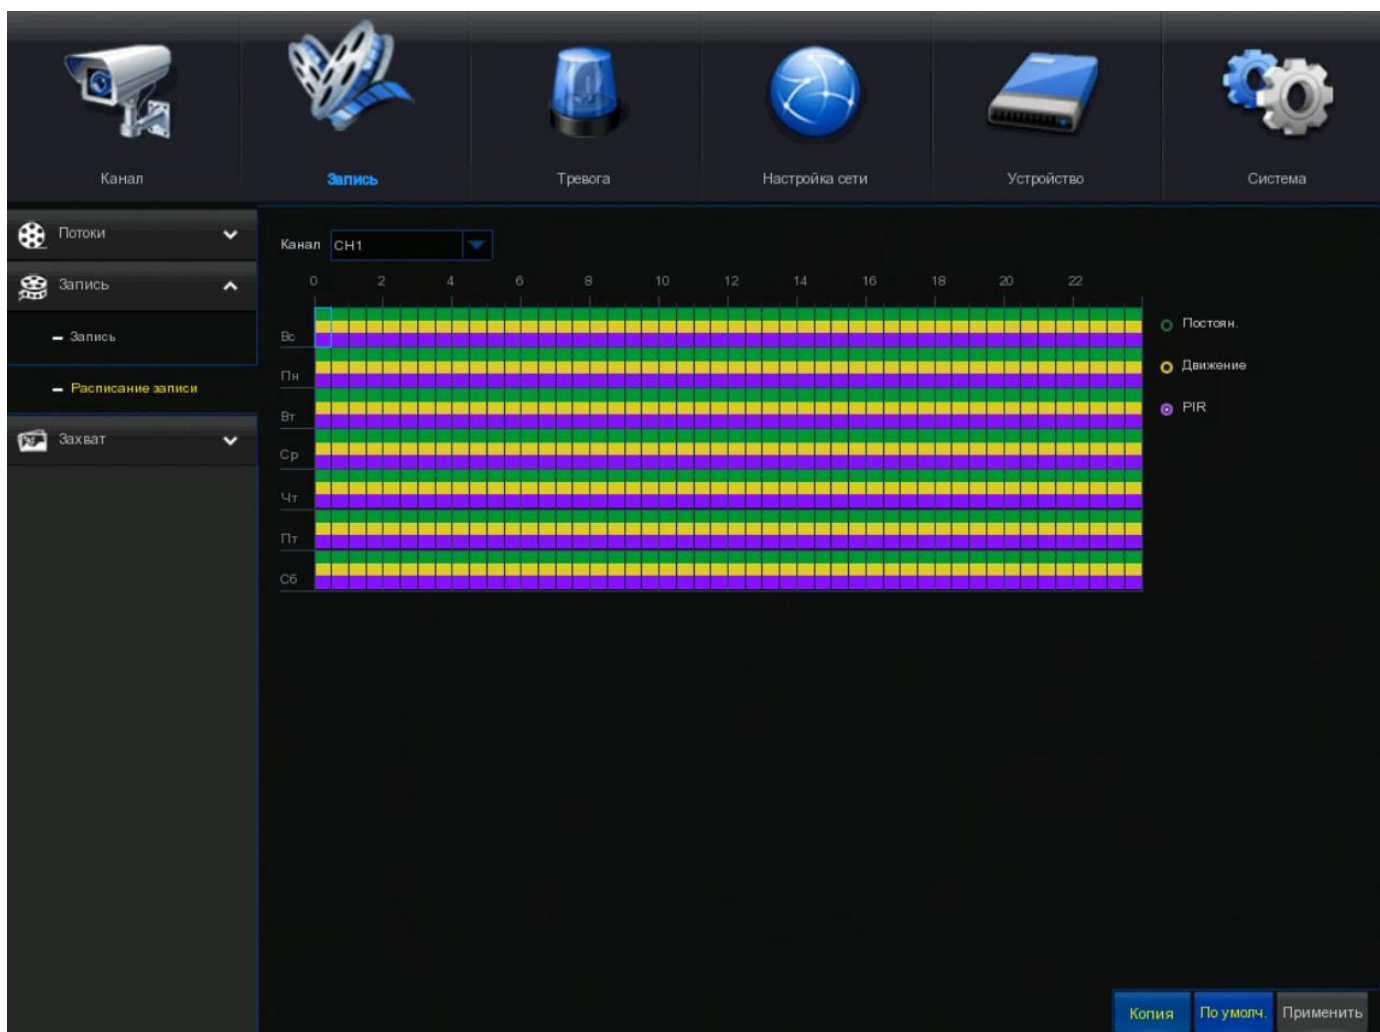 Канал
Запись
Тревога
Настройка сети
Устройство
Система
Потоки
Запись
Запись
Расписание записи
Захват
Канал CH1
0 2 4 6 8 10 12 14 16 18 20 22
Вс
Пн
Вт
Ср
Чт
Пт
Сб
Постоян.
Движение
PIR
Копия По умолч. Применить